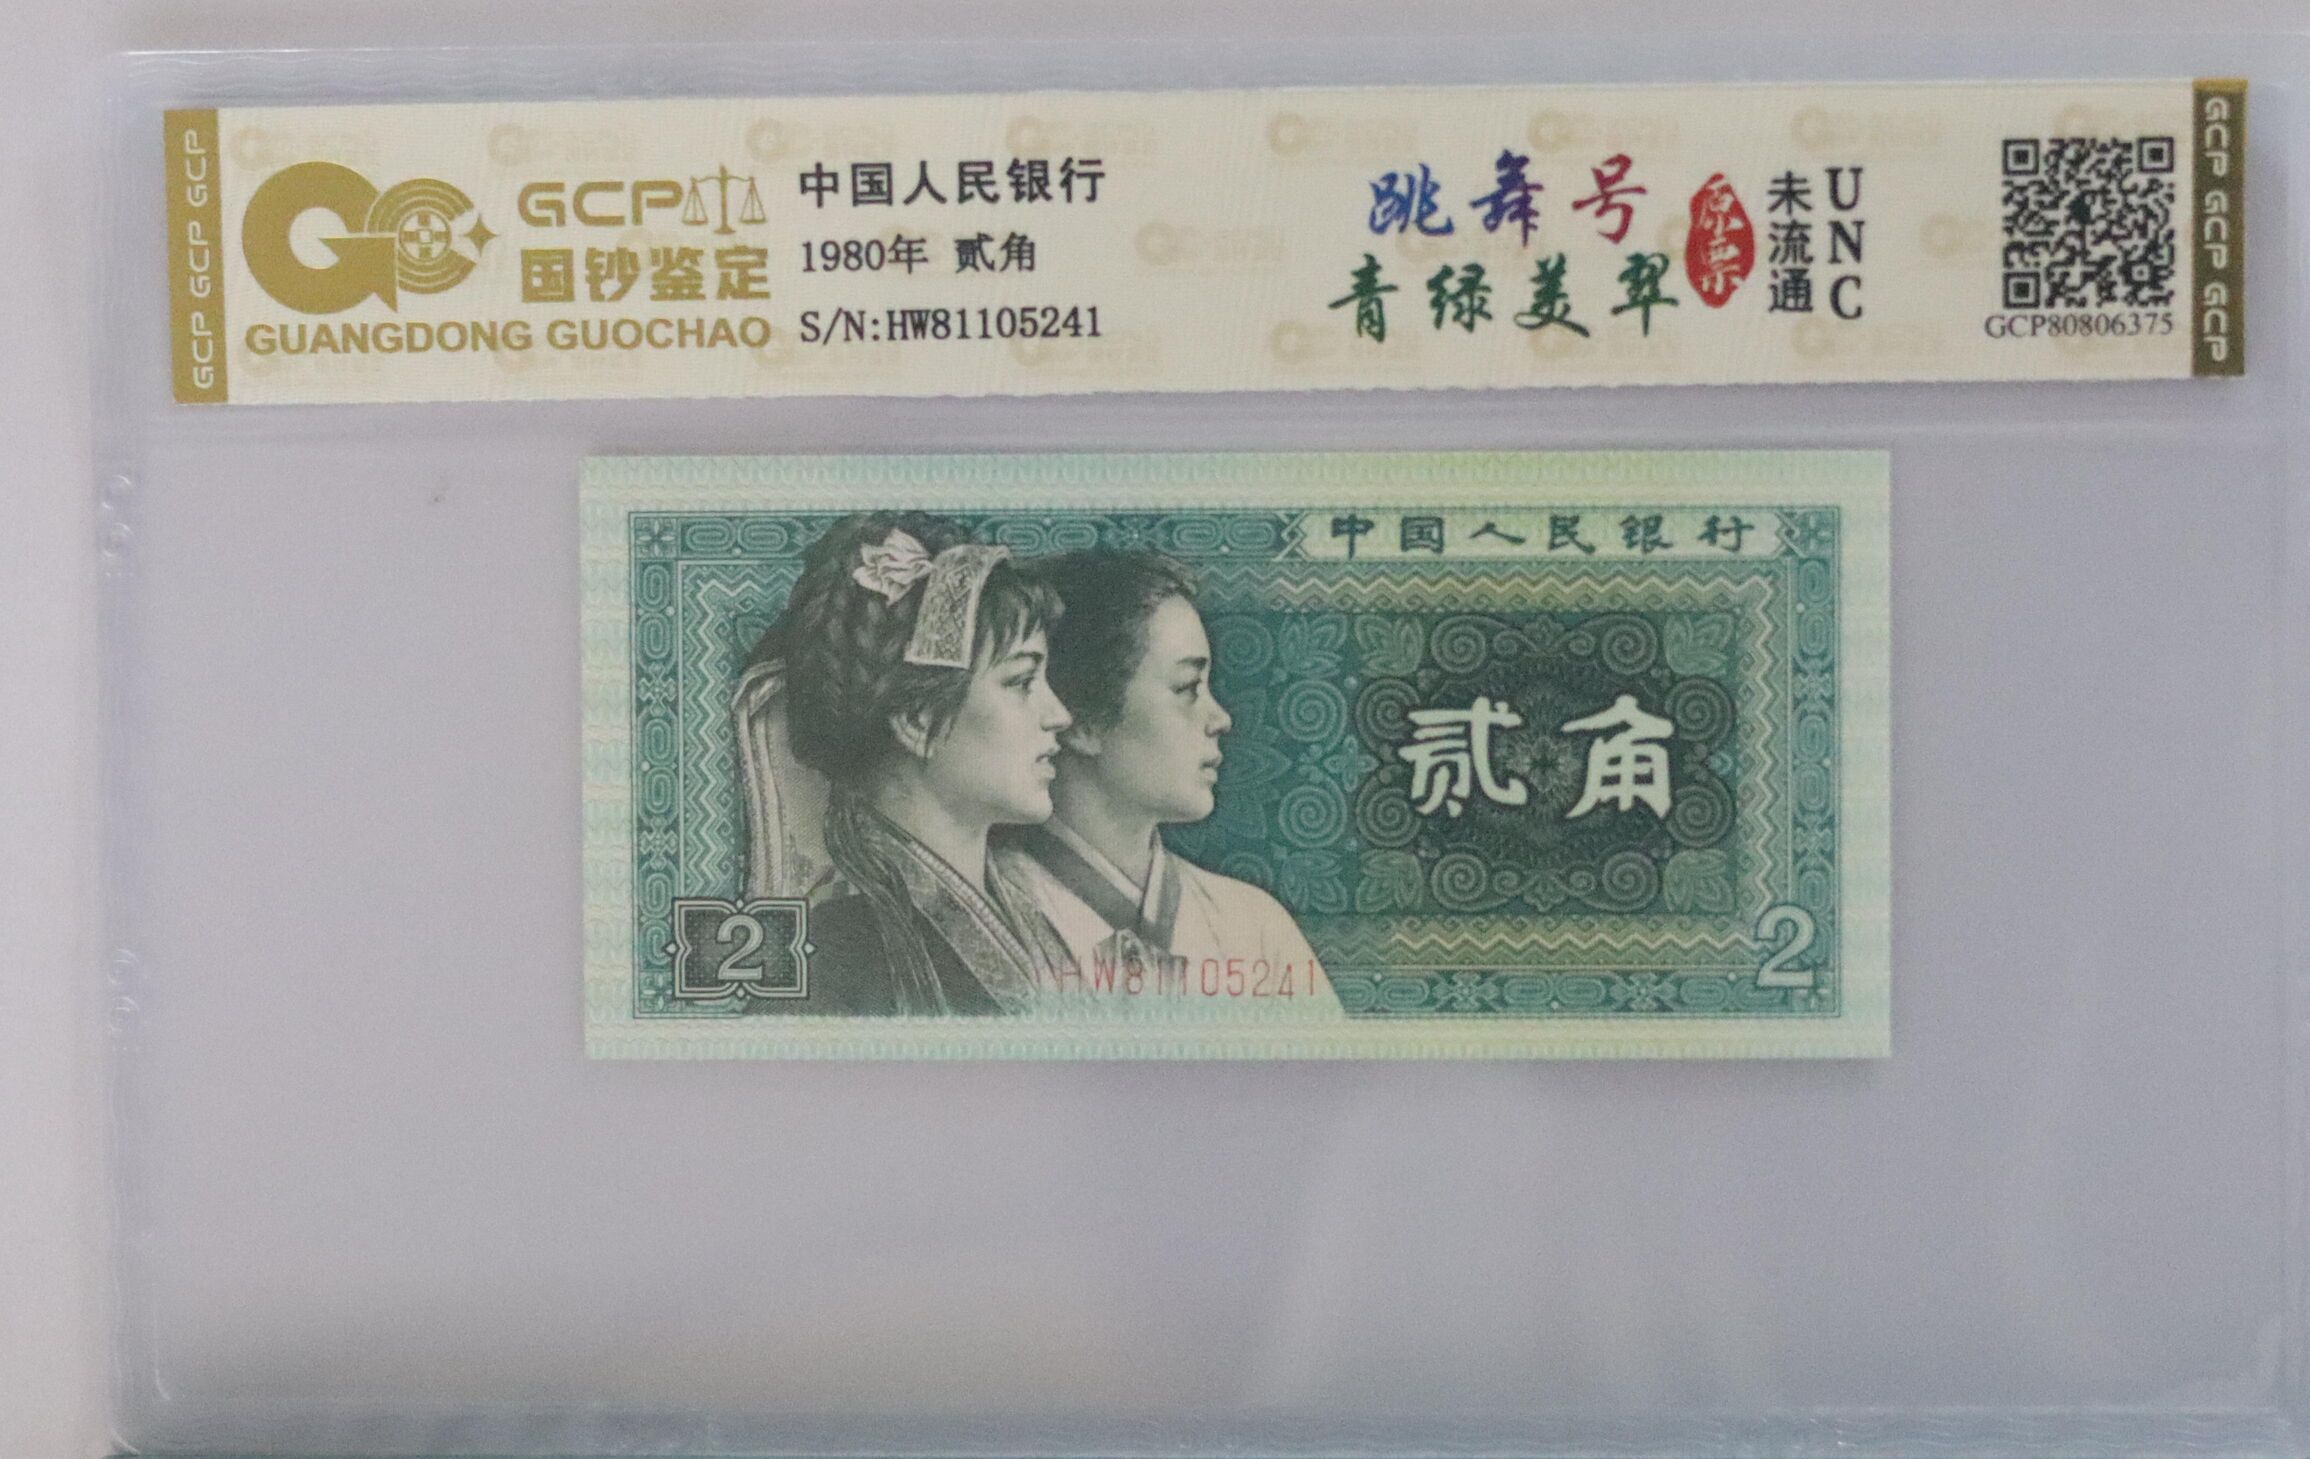 GCP GCP GCP
GCP
国钞鉴定
GUANGDONG GUOCHAO
中国人民银行
1980年 贰角
S/N:HW81105241
跳舞号
青绿美翠
原票
未流通
UNC
GCP80806375
GCP GCP GCP GCP
中国人民银行
贰角
2
HW81105241
2